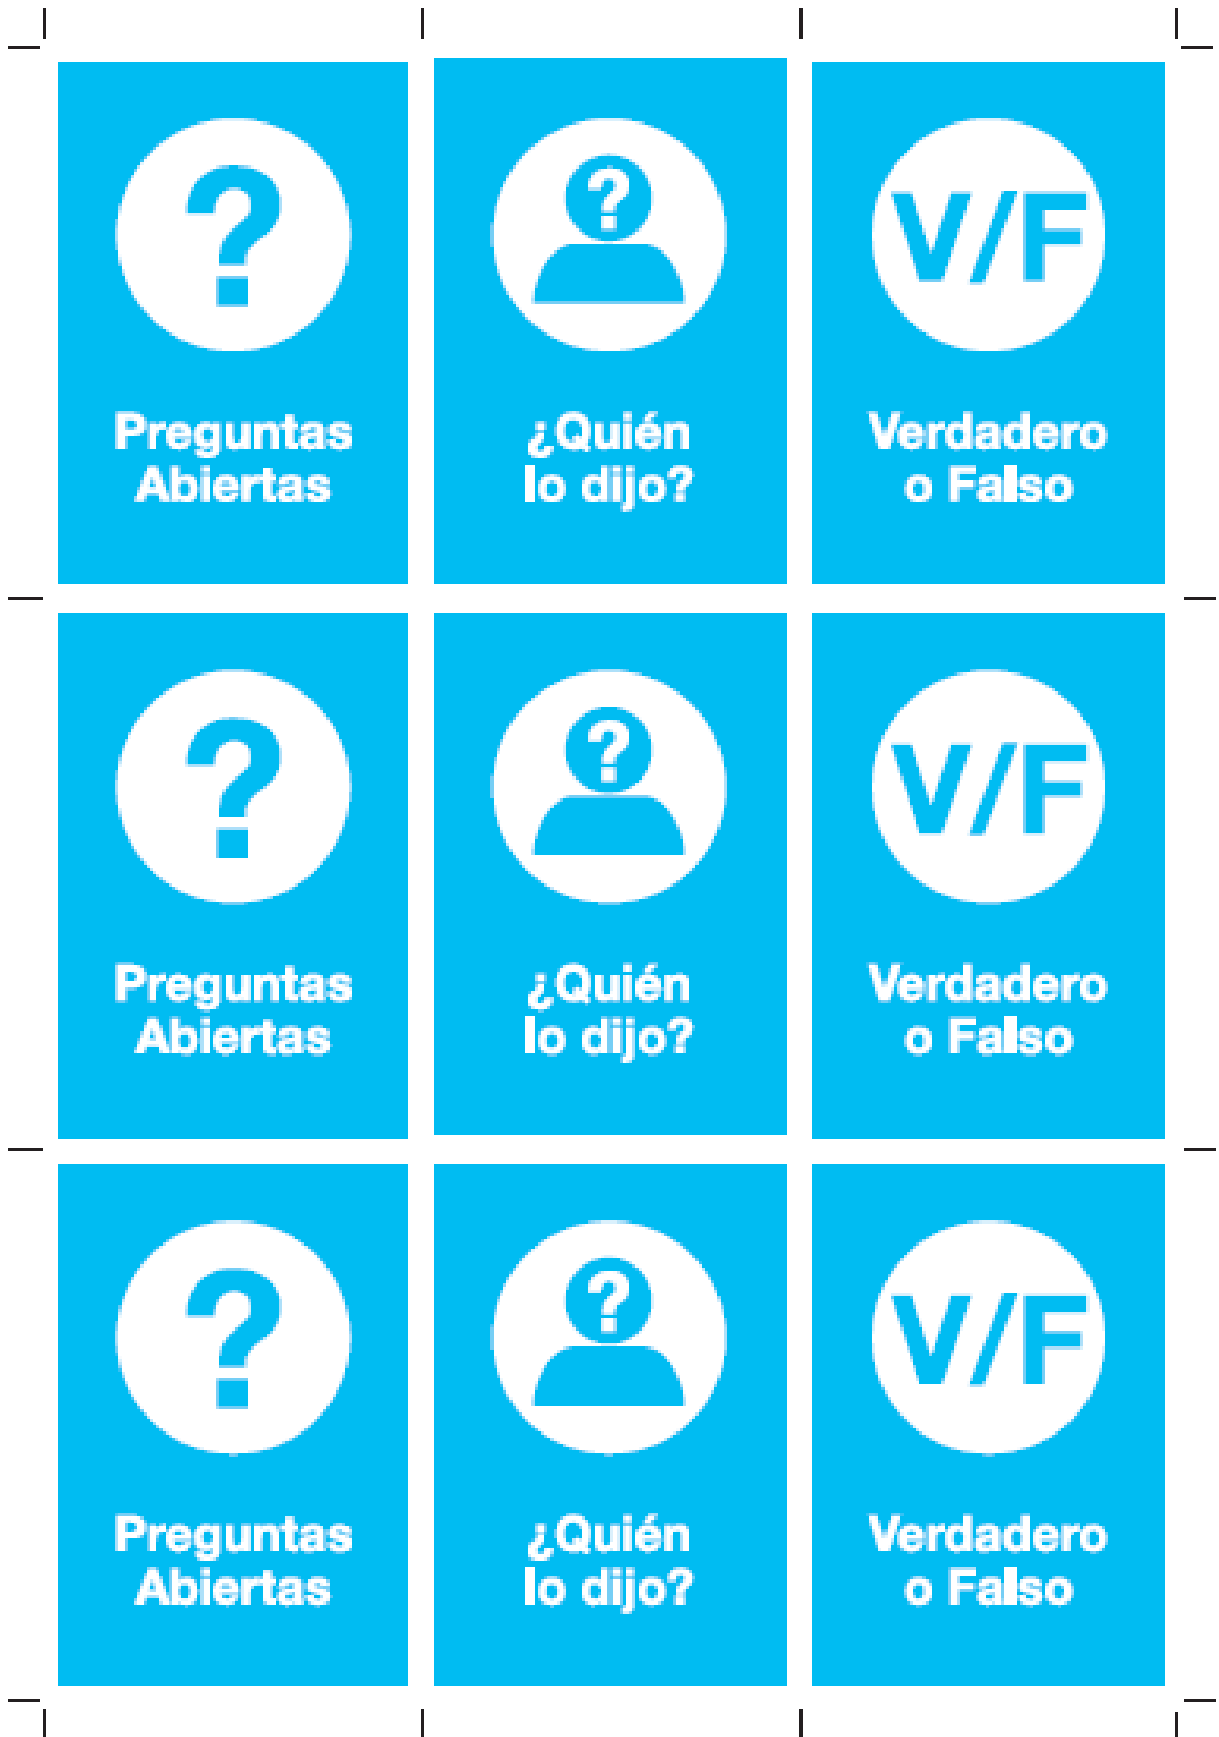 ?
?
V/F
Preguntas
Abiertas
¿Quién
lo dijo?
Verdadero
o Falso
?
?
V/F
Preguntas
Abiertas
¿Quién
lo dijo?
Verdadero
o Falso
?
?
V/F
Preguntas
Abiertas
¿Quién
lo dijo?
Verdadero
o Falso